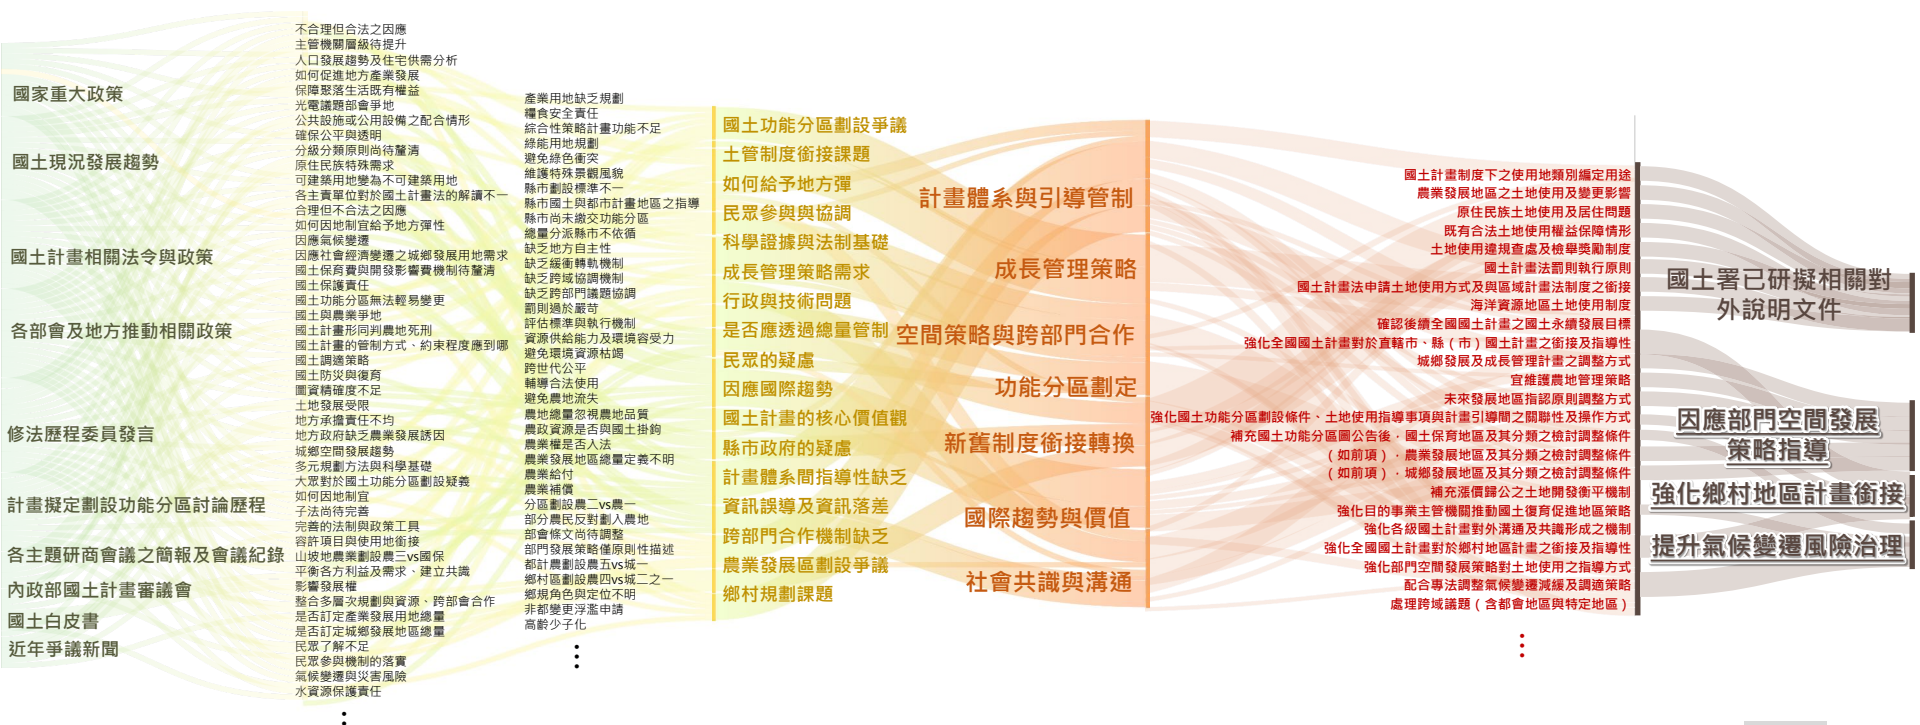 國家重大政策
國土現況發展趨勢
國土計畫相關法令與政策
各部會及地方推動相關政策
修法歷程委員發言
計畫擬定劃設功能分區討論歷程
各主題研商會議之簡報及會議紀錄
內政部國土計畫審議會
國土白皮書
近年爭議新聞
不合理但合法之因應
主管機關層級待提升
人口發展趨勢及住宅供需分析
如何促進地方產業發展
保障聚落生活既有權益
光電議題部會爭地
公共設施或公用設備之配合情形
確保公平與透明
分級分類原則尚待釐清
原住民族特殊需求
可建築用地變為不可建築用地
各主責單位對於國土計畫法的解讀不一
合理但不合法之因應
如何因地制宜給予地方彈性
因應氣候變遷
因應社會經濟變遷之城鄉發展用地需求
國土保育費與開發影響費機制待釐清
國土保護責任
國土功能分區無法輕易變更
國土與農業爭地
國土計畫形同判農地死刑
國土計畫的管制方式、約束程度應到哪
國土調適策略
國土防災與復育
圖資精確度不足
土地發展受限
地方承擔責任不均
地方政府缺乏農業發展誘因
城鄉空間發展趨勢
多元規劃方法與科學基礎
大眾對於國土功能分區劃設疑義
如何因地制宜
子法尚待完善
完善的法制與政策工具
容許項目與使用地銜接
山坡地農業劃設農三vs國保
平衡各方利益及需求、建立共識
影響發展權
整合多層次規劃與資源、跨部會合作
是否訂定產業發展用地總量
是否訂定城鄉發展地區總量
民眾了解不足
民眾參與機制的落實
氣候變遷與災害風險
水資源保護責任
⋮
產業用地缺乏規劃
糧食安全責任
綜合性策略計畫功能不足
綠能用地規劃
避免綠色衝突
維護特殊景觀風貌
縣市劃設標準不一
縣市國土與都市計畫地區之指導
縣市尚未繳交功能分區
總量分派縣市不依循
缺乏地方自主性
缺乏緩衝轉軌機制
缺乏跨域協調機制
缺乏跨部門議題協調
罰則過於嚴苛
評估標準與執行機制
資源供給能力及環境容受力
避免環境資源枯竭
跨世代公平
輔導合法使用
避免農地流失
農地總量忽視農地品質
農政資源是否與國土掛鉤
農業權是否入法
農業發展地區總量定義不明
農業給付
農業補償
分區劃設農二vs農一
部分農民反對劃入農地
部會條文尚待調整
部門發展策略僅原則性描述
都計農劃設農五vs城一
鄉村區劃設農四vs城二之一
鄉規角色與定位不明
非都變更浮濫申請
高齡少子化
⋮
國土功能分區劃設爭議
土管制度銜接課題
如何給予地方彈
民眾參與與協調
科學證據與法制基礎
成長管理策略需求
行政與技術問題
是否應透過總量管制
民眾的疑慮
因應國際趨勢
國土計畫的核心價值觀
縣市政府的疑慮
計畫體系間指導性缺乏
資訊誤導及資訊落差
跨部門合作機制缺乏
農業發展區劃設爭議
鄉村規劃課題
計畫體系與引導管制
成長管理策略
空間策略與跨部門合作
功能分區劃定
新舊制度銜接轉換
國際趨勢與價值
社會共識與溝通
國土計畫制度下之使用地類別編定用途
農業發展地區之土地使用及變更影響
原住民族土地使用及居住問題
既有合法土地使用權益保障情形
土地使用違規查處及檢舉獎勵制度
國土計畫法罰則執行原則
國土計畫法申請土地使用方式及與區域計畫法制度之銜接
海洋資源地區土地使用制度
確認後續全國國土計畫之國土永續發展目標
強化全國國土計畫對於直轄市、縣（市）國土計畫之銜接及指導性
城鄉發展及成長管理計畫之調整方式
宜維護農地管理策略
未來發展地區指認原則調整方式
強化國土功能分區劃設條件、土地使用指導事項與計畫引導間之關聯性及操作方式
補充國土功能分區圖公告後，國土保育地區及其分類之檢討調整條件
（如前項），農業發展地區及其分類之檢討調整條件
（如前項），城鄉發展地區及其分類之檢討調整條件
補充漲價歸公之土地開發衡平機制
強化目的事業主管機關推動國土復育促進地區策略
強化各級國土計畫對外溝通及共識形成之機制
強化全國國土計畫對於鄉村地區計畫之銜接及指導性
強化部門空間發展策略對土地使用之指導方式
配合專法調整氣候變遷減緩及調適策略
處理跨域議題（含都會地區與特定地區）
⋮
國土署已研擬相關對
外說明文件
因應部門空間發展
策略指導
強化鄉村地區計畫銜接
提升氣候變遷風險治理